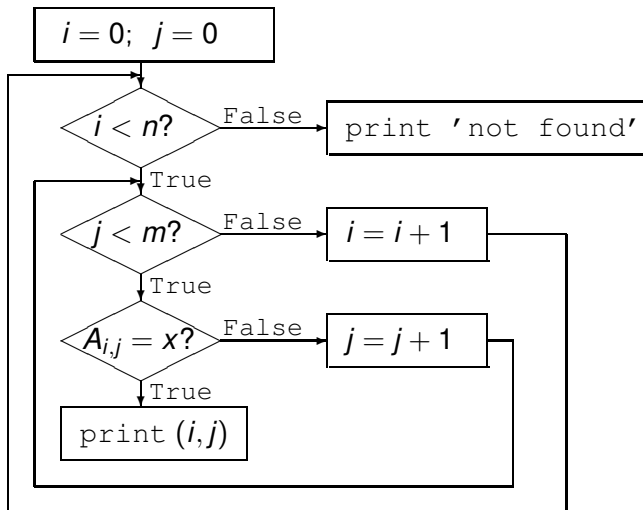 i = 0; j = 0
i < n?
False
print 'not found'
True
j < m?
False
i = i + 1
True
A_{i,j} = x?
False
j = j + 1
True
print (i, j)